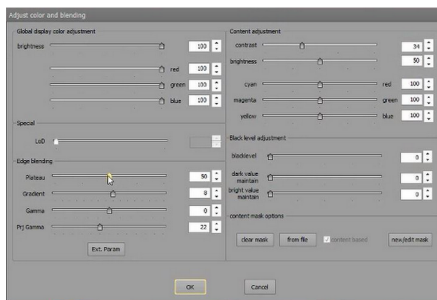 Adjust color and blending
Global display color adjustment
brightness 100
red 100
green 100
blue 100
Special
LoD
Edge blending
Plateau 50
Gradient 8
Gamma 0
Prj Gamma 22
Ext. Param
Content adjustment
contrast 34
brightness 50
cyan red 100
magenta green 100
yellow blue 100
Black level adjustment
blacklevel 0
dark value
maintain 0
bright value
maintain 0
content mask options
clear mask from file content based new/edit mask
OK Cancel